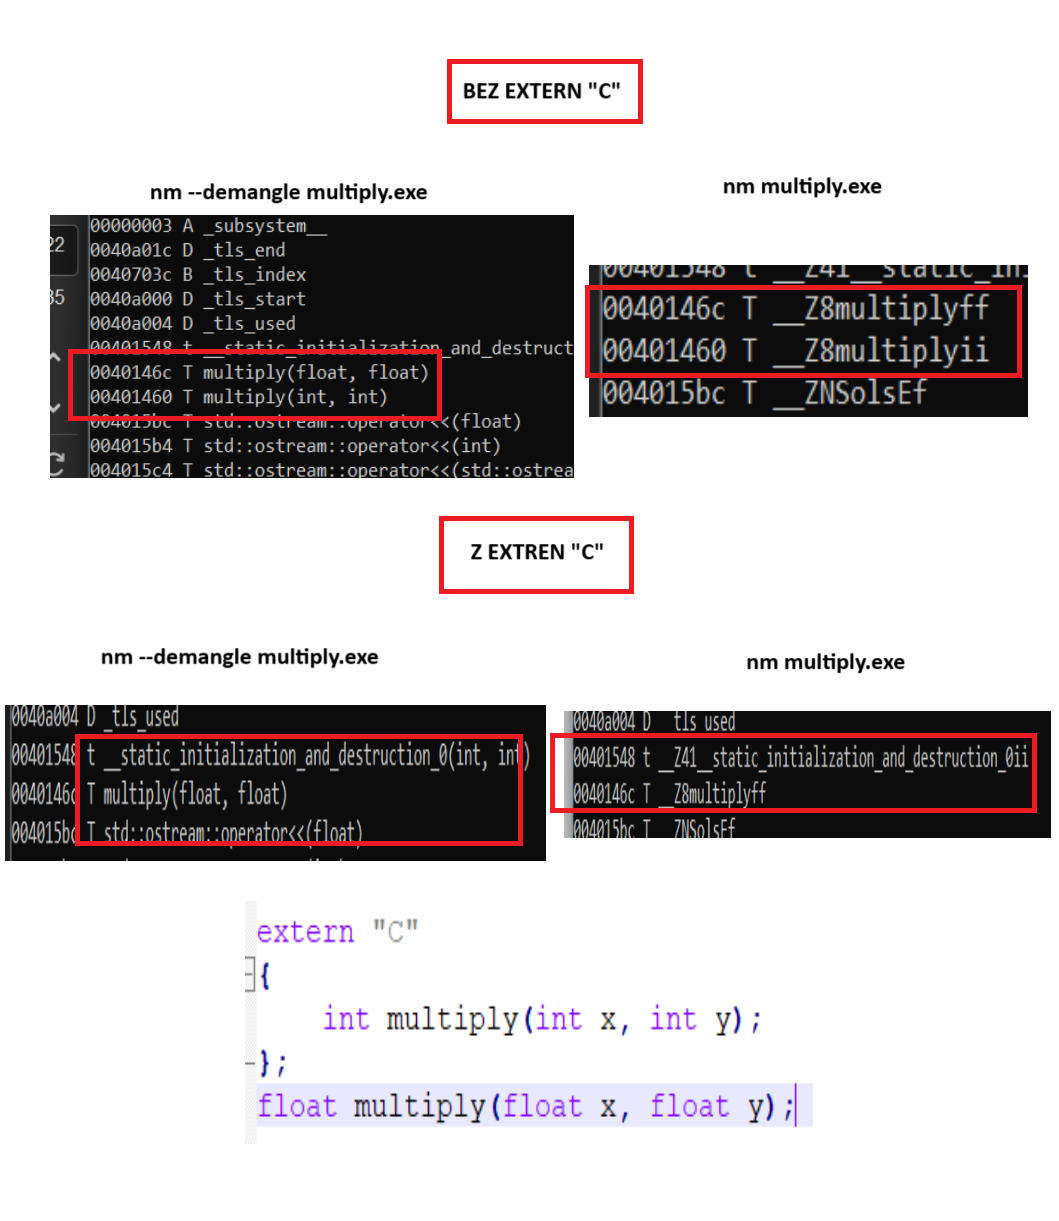 BEZ EXTERN "C"
nm --demangle multiply.exe
nm multiply.exe
22
35
00000003 A _subsystem__
0040a01c D _tls_end
0040703c B _tls_index
0040a000 D _tls_start
0040a004 D _tls_used
00401548 t __static_initialization_and_destruct
0040146c T multiply(float, float)
00401460 T multiply(int, int)
004015bc T std::ostream::operator<<(float)
004015b4 T std::ostream::operator<<(int)
004015c4 T std::ostream::operator<<(std::ostrea
00401548 t __Z41__static_ini
0040146c T __Z8multiplyff
00401460 T __Z8multiplyii
004015bc T __ZNSolsEf
Z EXTREN "C"
nm --demangle multiply.exe
nm multiply.exe
0040a004 D _tls_used
00401548 t __static_initialization_and_destruction_0(int, int)
0040146c T multiply(float, float)
004015bc T std::ostream::operator<<(float)
0040a004 D __tls_used
00401548 t __Z41__static_initialization_and_destruction_0ii
0040146c T __Z8multiplyff
004015bc T __ZNSolsEf
extern "C"
{
int multiply(int x, int y);
};
float multiply(float x, float y);